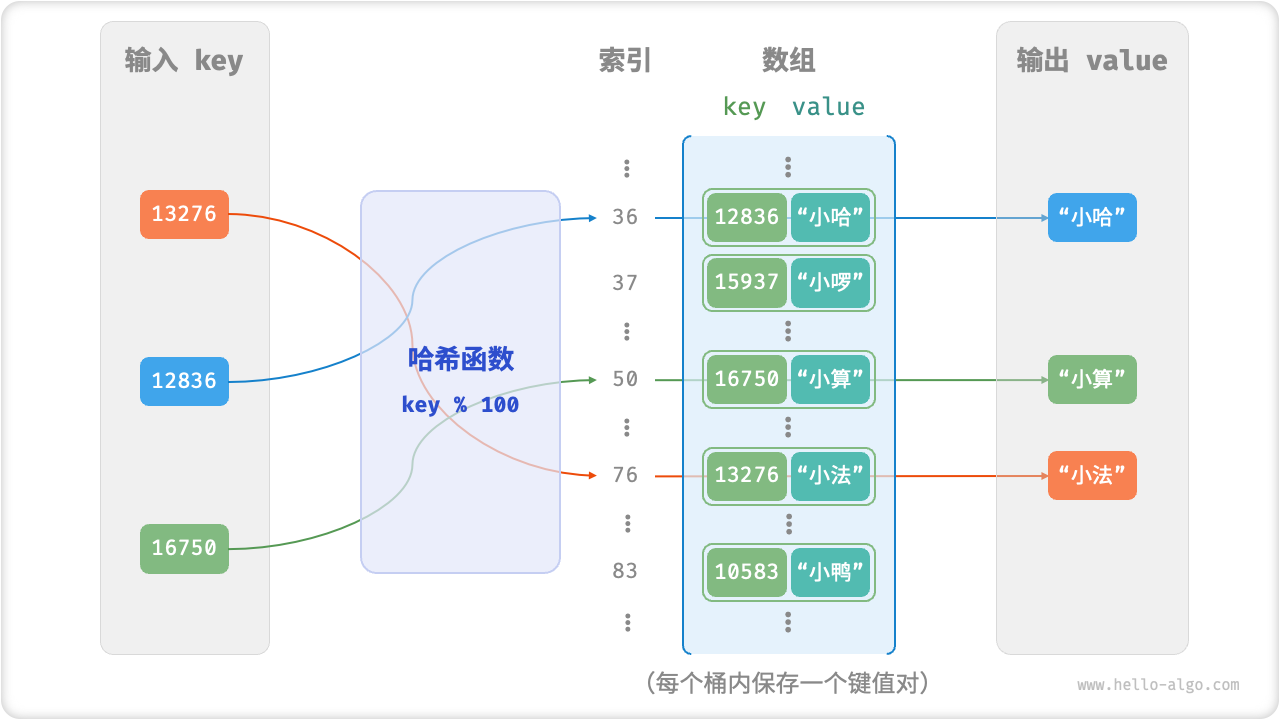 输入 key
索引
数组
输出 value
key value
13276
36
12836 “小哈”
“小哈”
37
15937 “小啰”
哈希函数
key % 100
12836
50
16750 “小算”
“小算”
76
13276 “小法”
“小法”
16750
83
10583 “小鸭”
（每个桶内保存一个键值对）
www.hello-algo.com